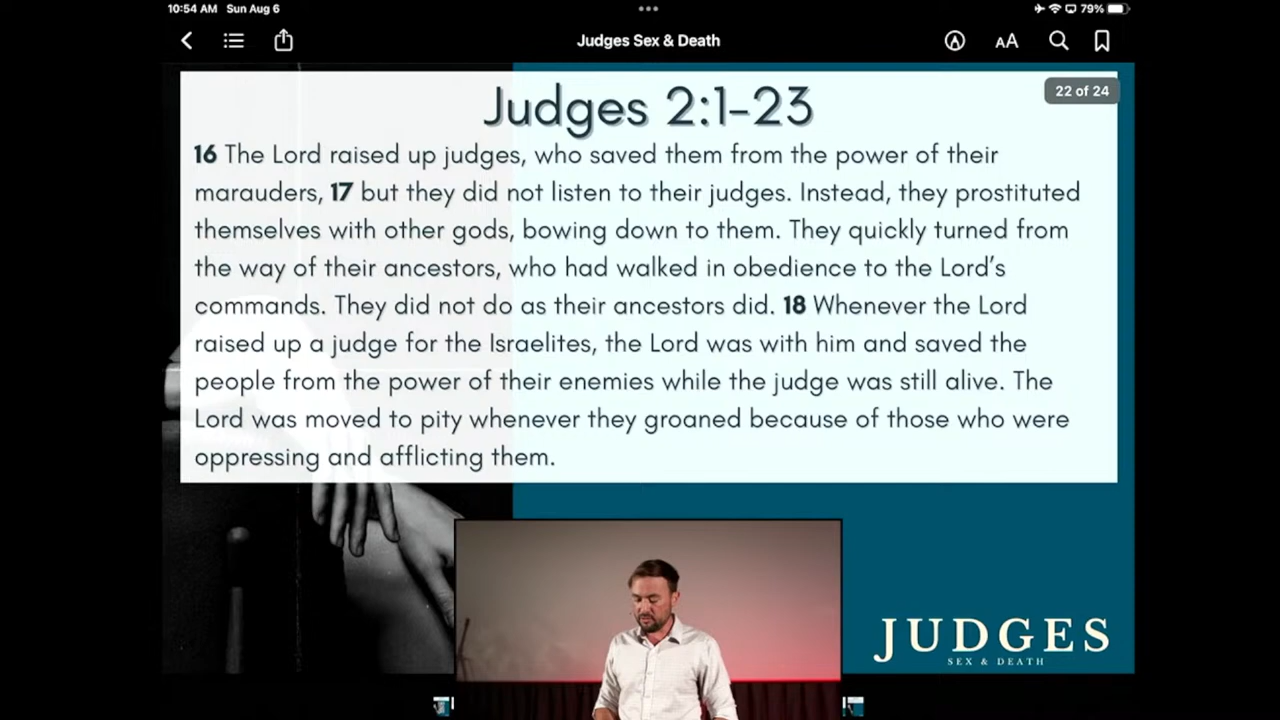 10:54 AM Sun Aug 6
79%
Judges Sex & Death
AA
22 of 24
Judges 2:1-23
16 The Lord raised up judges, who saved them from the power of their
marauders, 17 but they did not listen to their judges. Instead, they prostituted
themselves with other gods, bowing down to them. They quickly turned from
the way of their ancestors, who had walked in obedience to the Lord's
commands. They did not do as their ancestors did. 18 Whenever the Lord
raised up a judge for the Israelites, the Lord was with him and saved the
people from the power of their enemies while the judge was still alive. The
Lord was moved to pity whenever they groaned because of those who were
oppressing and afflicting them.
JUDGES
SEX & DEATH